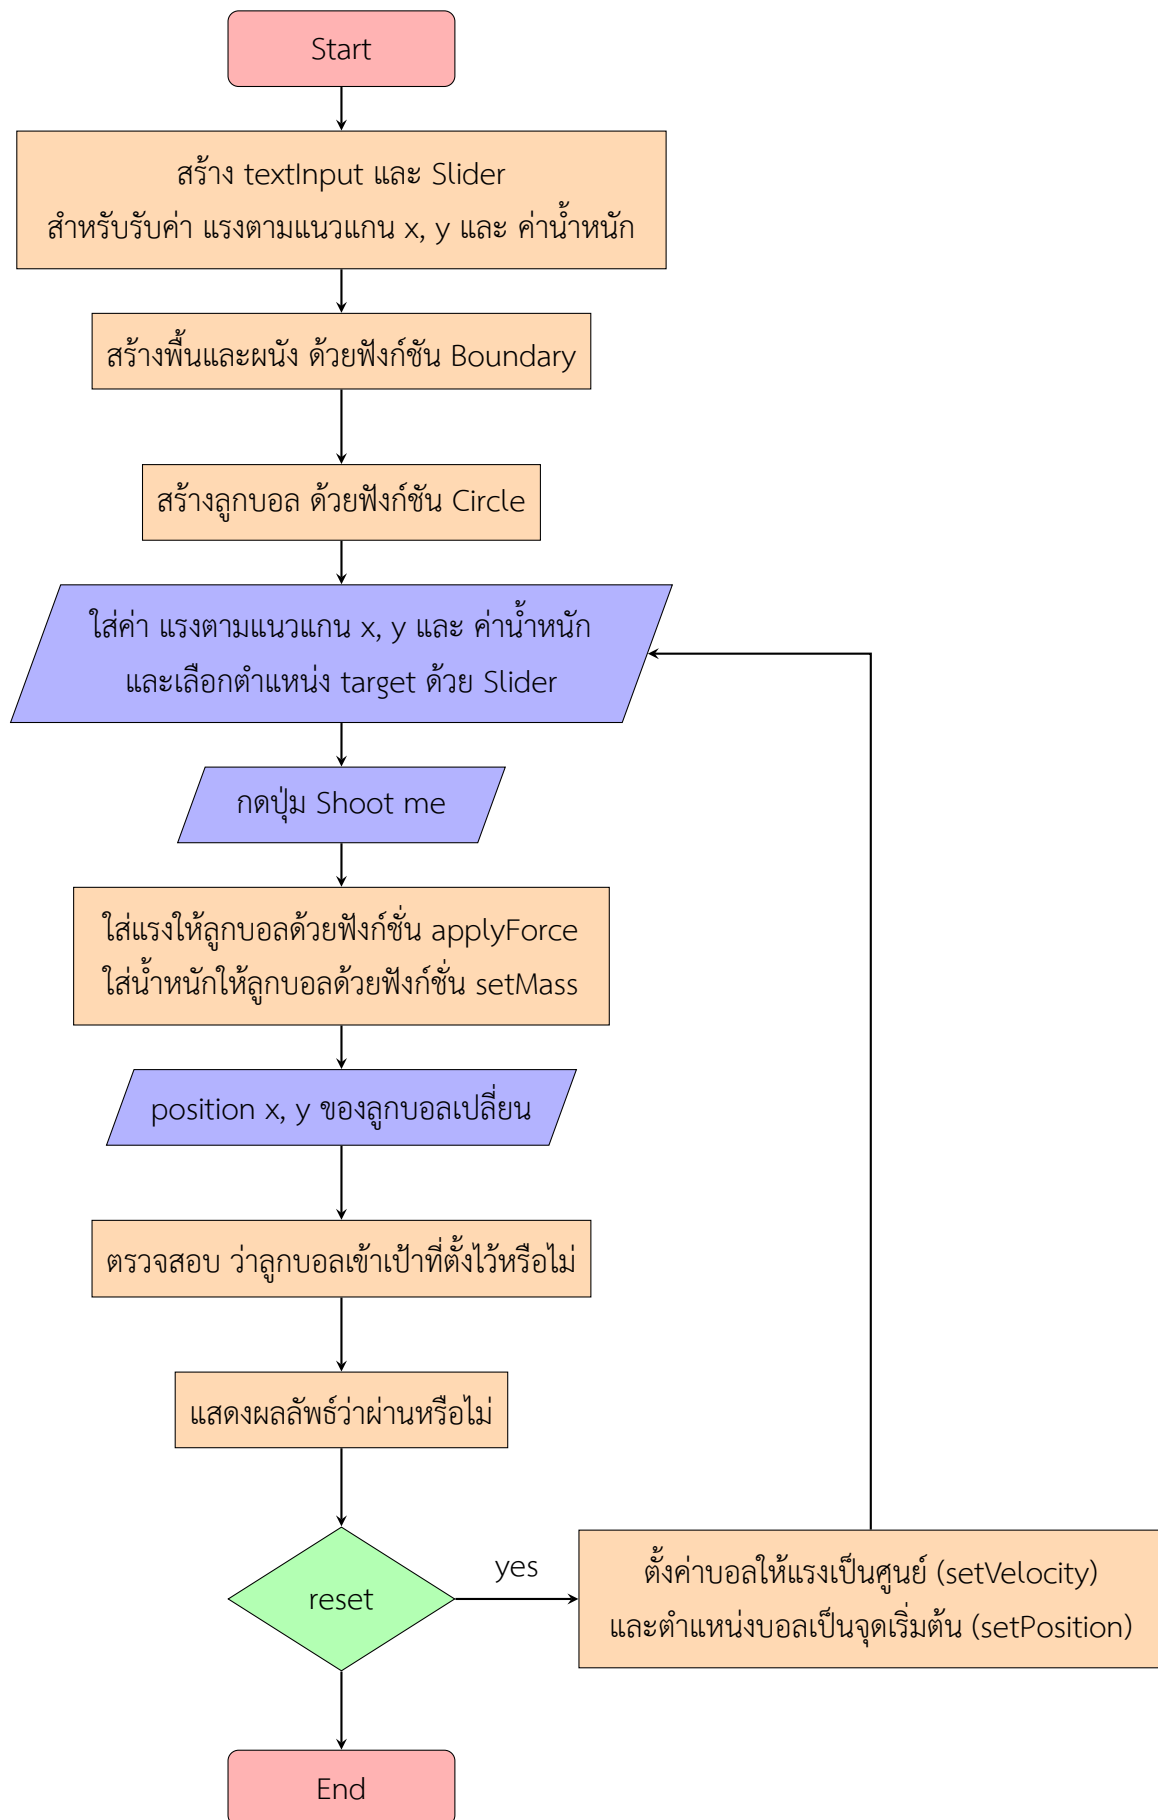 Start
สร้าง textInput และ Slider
สำหรับรับค่า แรงตามแนวแกน x, y และ ค่าน้ำหนัก
สร้างพื้นและผนัง ด้วยฟังก์ชัน Boundary
สร้างลูกบอล ด้วยฟังก์ชัน Circle
ใส่ค่า แรงตามแนวแกน x, y และ ค่าน้ำหนัก
และเลือกตำแหน่ง target ด้วย Slider
กดปุ่ม Shoot me
ใส่แรงให้ลูกบอลด้วยฟังก์ชั่น applyForce
ใส่น้ำหนักให้ลูกบอลด้วยฟังก์ชั่น setMass
position x, y ของลูกบอลเปลี่ยน
ตรวจสอบ ว่าลูกบอลเข้าเป้าที่ตั้งไว้หรือไม่
แสดงผลลัพธ์ว่าผ่านหรือไม่
reset
yes
ตั้งค่าบอลให้แรงเป็นศูนย์ (setVelocity)
และตำแหน่งบอลเป็นจุดเริ่มต้น (setPosition)
End